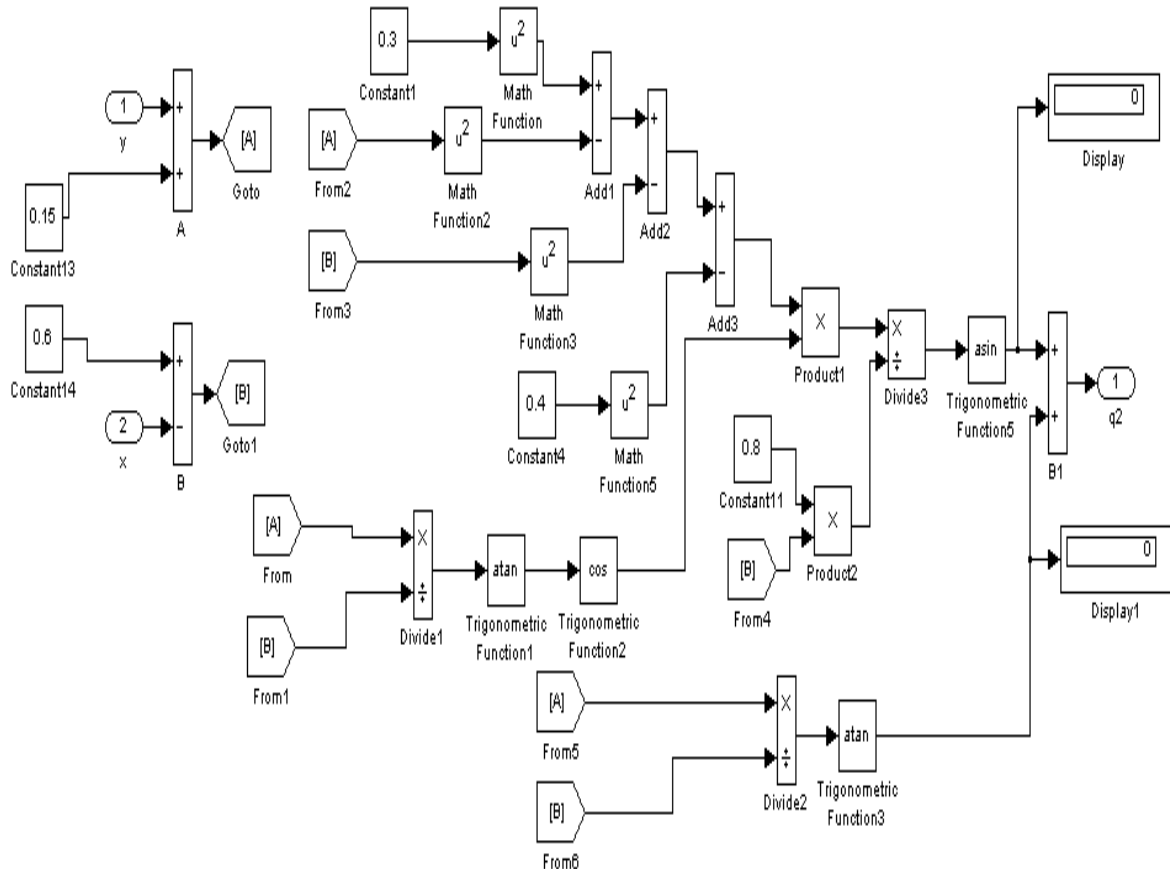 1
y
+
+
A
[A]
Goto
0.15
Constant13
0.6
Constant14
2
x
+
−
B
[B]
Goto1
0.3
Constant1
u²
Math
Function
[A]
From2
u²
Math
Function2
+
−
Add1
+
−
Add2
[B]
From3
u²
Math
Function3
+
−
Add3
0.4
Constant4
u²
Math
Function5
×
Product1
×
÷
Divide3
asin
Trigonometric
Function5
0
Display
+
+
B1
1
q2
0.8
Constant11
[B]
From4
×
Product2
0
Display1
[A]
From
[B]
From1
×
÷
Divide1
atan
Trigonometric
Function1
cos
Trigonometric
Function2
[A]
From5
[B]
From6
×
÷
Divide2
atan
Trigonometric
Function3